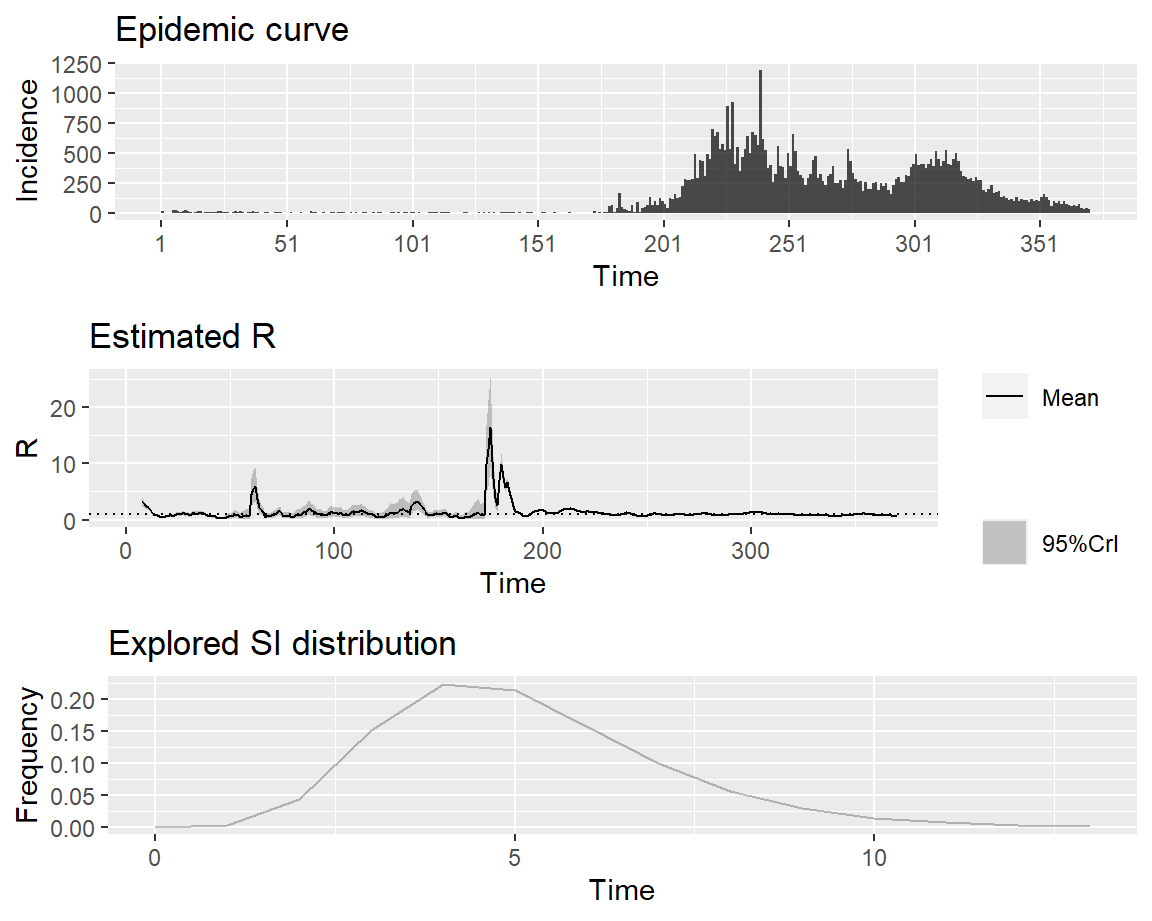 Epidemic curve
1250
1000
750
500
250
0
Incidence
1 51 101 151 201 251 301 351
Time
Estimated R
20
10
0
R
0 100 200 300
Time
Mean
95%CrI
Explored SI distribution
0.20
0.15
0.10
0.05
0.00
Frequency
0 5 10
Time